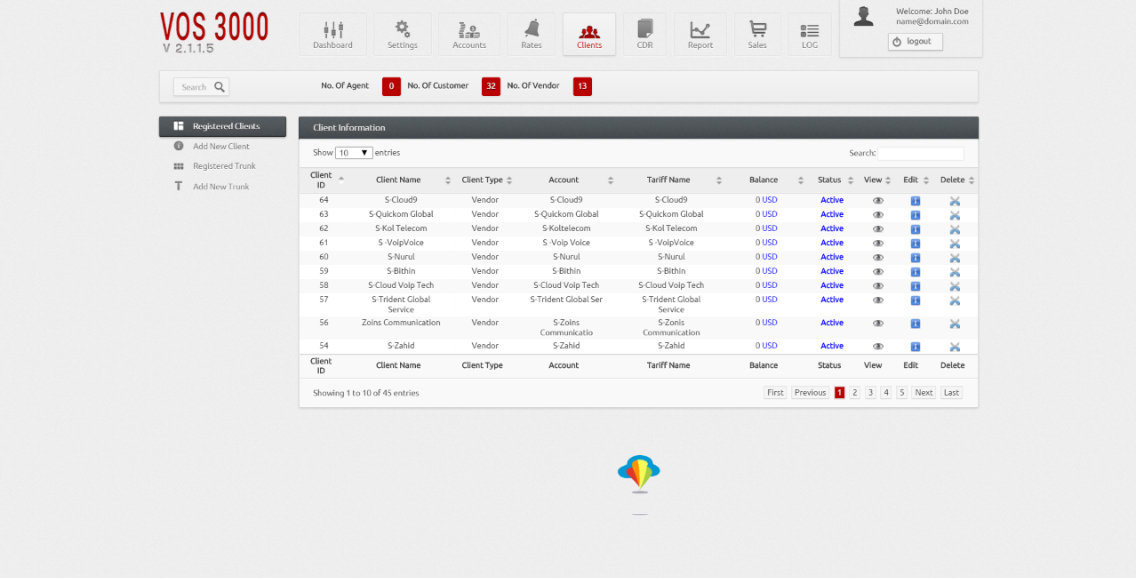 VOS 3000
V 2.1.1.5
Dashboard Settings Accounts Rates Clients CDR Report Sales LOG
Welcome: John Doe
name@domain.com
logout
Search No. Of Agent 0 No. Of Customer 32 No. Of Vendor 13
Registered Clients
Add New Client
Registered Trunk
Add New Trunk
Client Information
Show 10 entries Search:
Client ID Client Name Client Type Account Tariff Name Balance Status View Edit Delete
64 S-Cloud9 Vendor S-Cloud9 S-Cloud9 0 USD Active
63 S-Quickom Global Vendor S-Quickom Global S-Quickom Global 0 USD Active
62 S-Kol Telecom Vendor S-Koltelecom S-Kol Telecom 0 USD Active
61 S -VoipVoice Vendor S -Voip Voice S -VoipVoice 0 USD Active
60 S-Nurul Vendor S-Nurul S-Nurul 0 USD Active
59 S-Bithin Vendor S-Bithin S-Bithin 0 USD Active
58 S-Cloud Voip Tech Vendor S-Cloud Voip Tech S-Cloud Voip Tech 0 USD Active
57 S-Trident Global Service Vendor S-Trident Global Ser S-Trident Global Service 0 USD Active
56 Zoins Communication Vendor S-Zoins Communicatio S-Zonis Communication 0 USD Active
54 S-Zahid Vendor S-Zahid S-Zahid 0 USD Active
Client ID Client Name Client Type Account Tariff Name Balance Status View Edit Delete
Showing 1 to 10 of 45 entries First Previous 1 2 3 4 5 Next Last